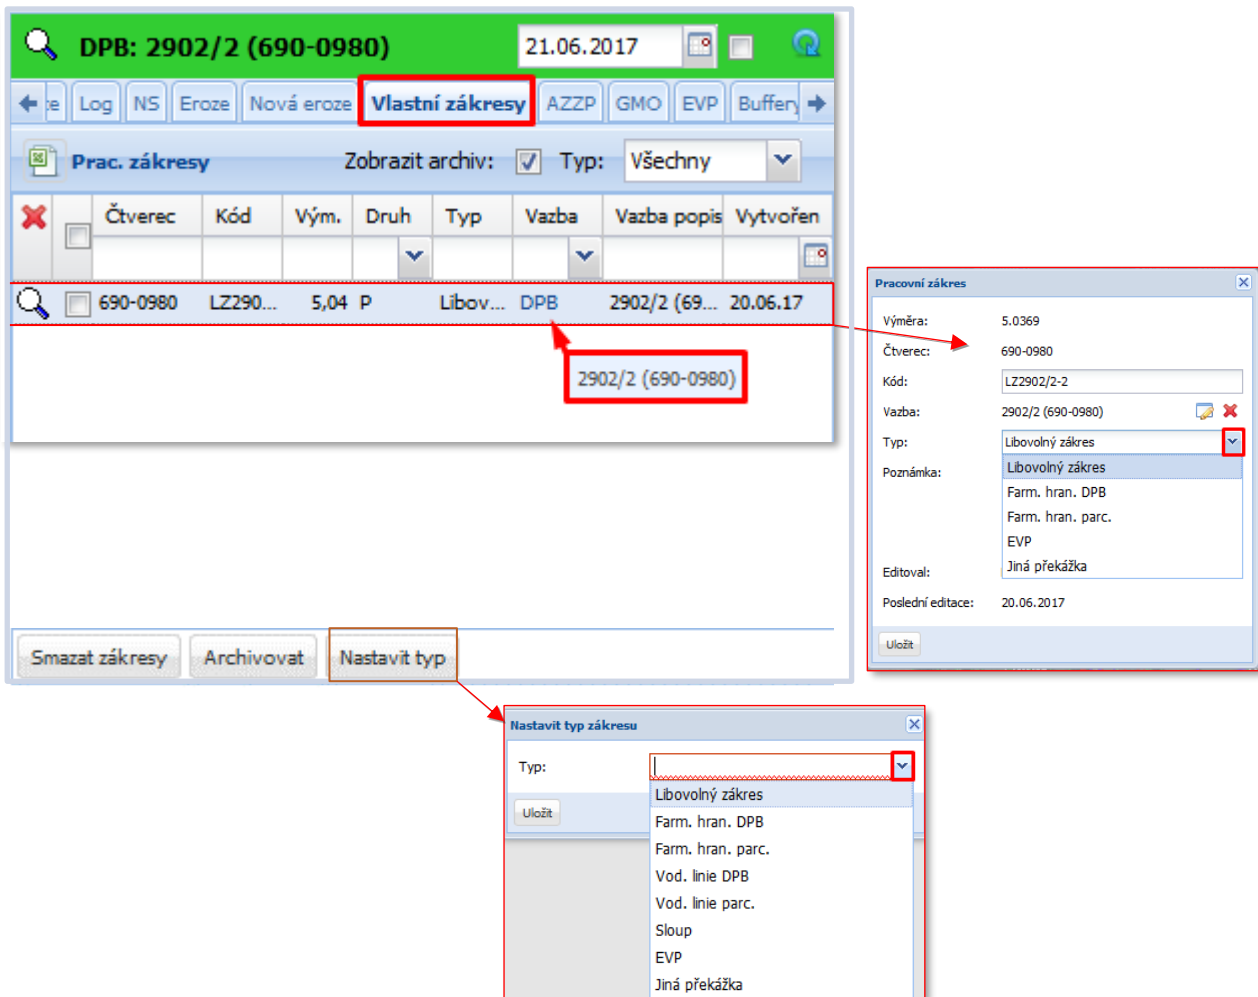 DPB: 2902/2 (690-0980) 21.06.2017
Log NS Eroze Nová eroze Vlastní zákresy AZZP GMO EVP Buffery
Prac. zákresy Zobrazit archiv: Typ: Všechny
Čtverec Kód Vým. Druh Typ Vazba Vazba popis Vytvořen
690-0980 LZ290... 5,04 P Libov... DPB 2902/2 (69... 20.06.17
2902/2 (690-0980)
Smazat zákresy Archivovat Nastavit typ
Pracovní zákres
Výměra: 5.0369
Čtverec: 690-0980
Kód: LZ2902/2-2
Vazba: 2902/2 (690-0980)
Typ: Libovolný zákres
Libovolný zákres
Poznámka:
Farm. hran. DPB
Farm. hran. parc.
EVP
Jiná překážka
Editoval:
Poslední editace: 20.06.2017
Uložit
Nastavit typ zákresu
Typ:
Libovolný zákres
Uložit
Farm. hran. DPB
Farm. hran. parc.
Vod. linie DPB
Vod. linie parc.
Sloup
EVP
Jiná překážka